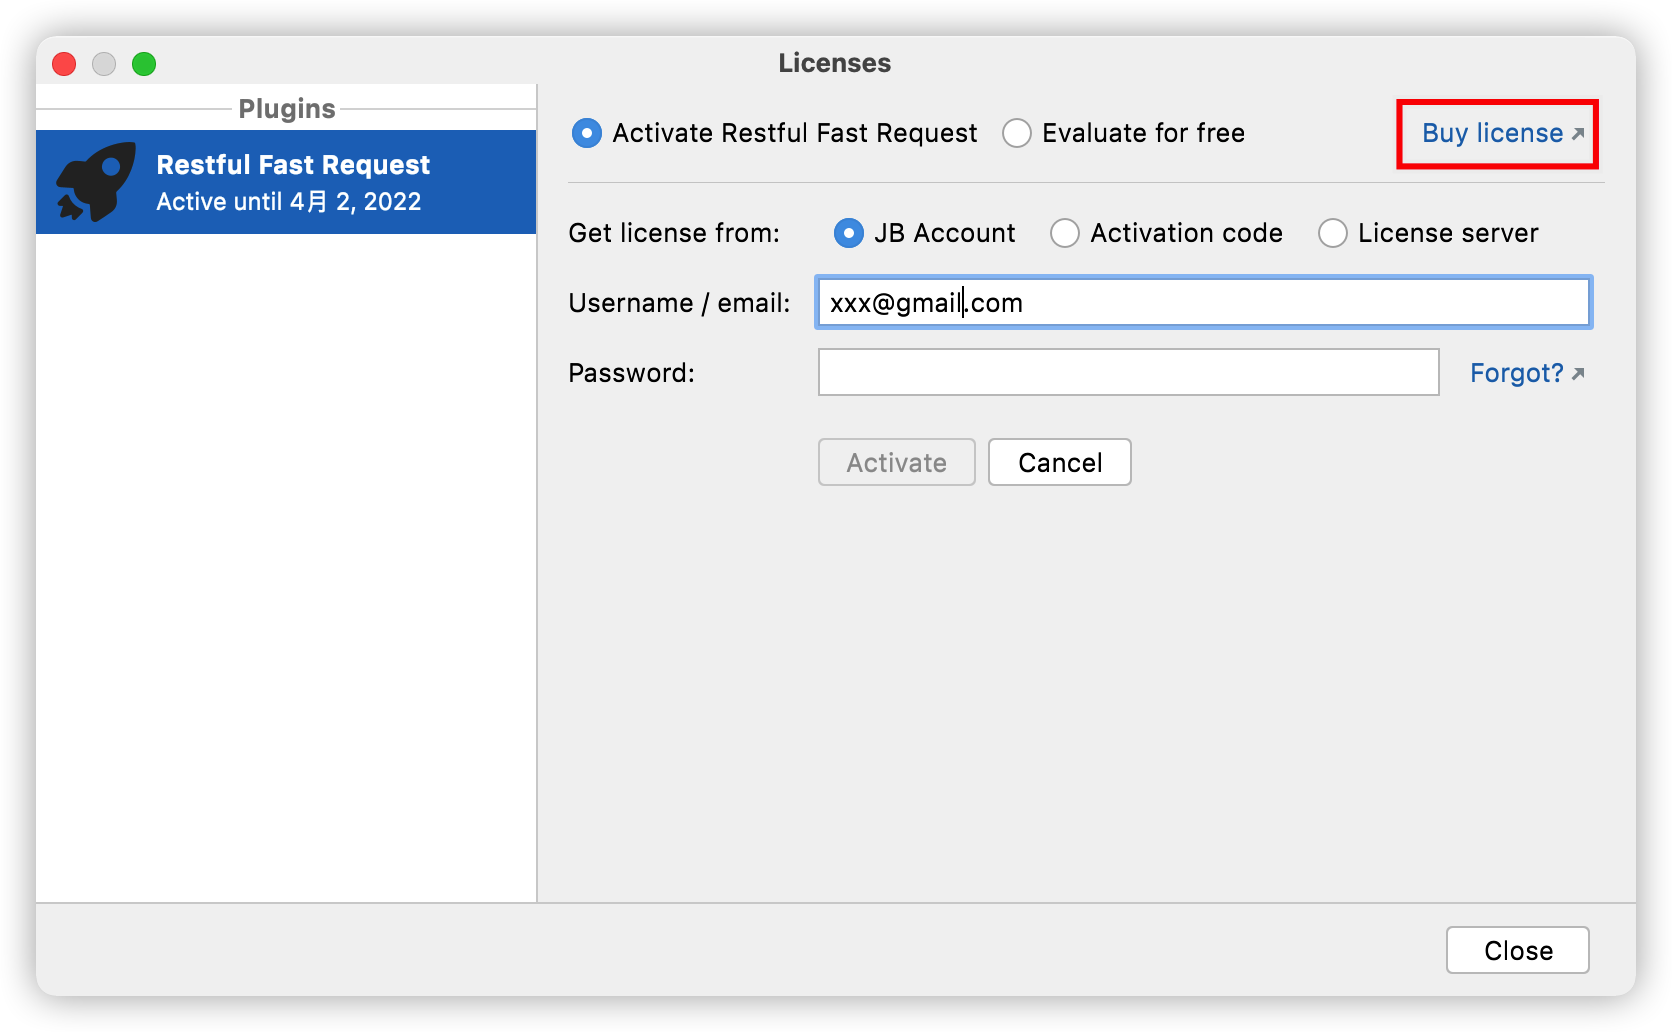 Licenses
Plugins
Restful Fast Request
Active until 4月 2, 2022
Activate Restful Fast Request Evaluate for free Buy license
Get license from: JB Account Activation code License server
Username / email: xxx@gmail.com
Password: Forgot?
Activate Cancel
Close